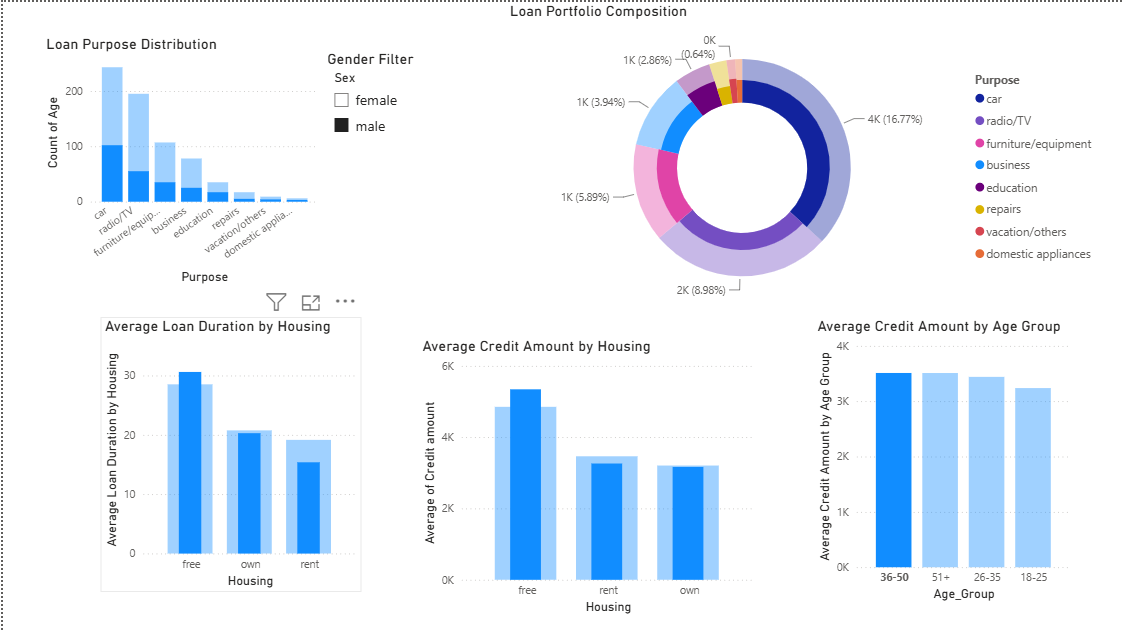 Loan Portfolio Composition
Loan Purpose Distribution
Count of Age
200
100
0
car
radio/TV
furniture/equip...
business
education
repairs
vacation/others
domestic applia...
Purpose
Gender Filter
Sex
female
male
0K
(0.64%)
1K (2.86%)
1K (3.94%)
1K (5.89%)
2K (8.98%)
4K (16.77%)
Purpose
car
radio/TV
furniture/equipment
business
education
repairs
vacation/others
domestic appliances
Average Loan Duration by Housing
Average Loan Duration by Housing
30
20
10
0
free
own
rent
Housing
Average Credit Amount by Housing
Average of Credit amount
6K
4K
2K
0K
free
rent
own
Housing
Average Credit Amount by Age Group
Average Credit Amount by Age Group
4K
3K
2K
1K
0K
36-50
51+
26-35
18-25
Age_Group